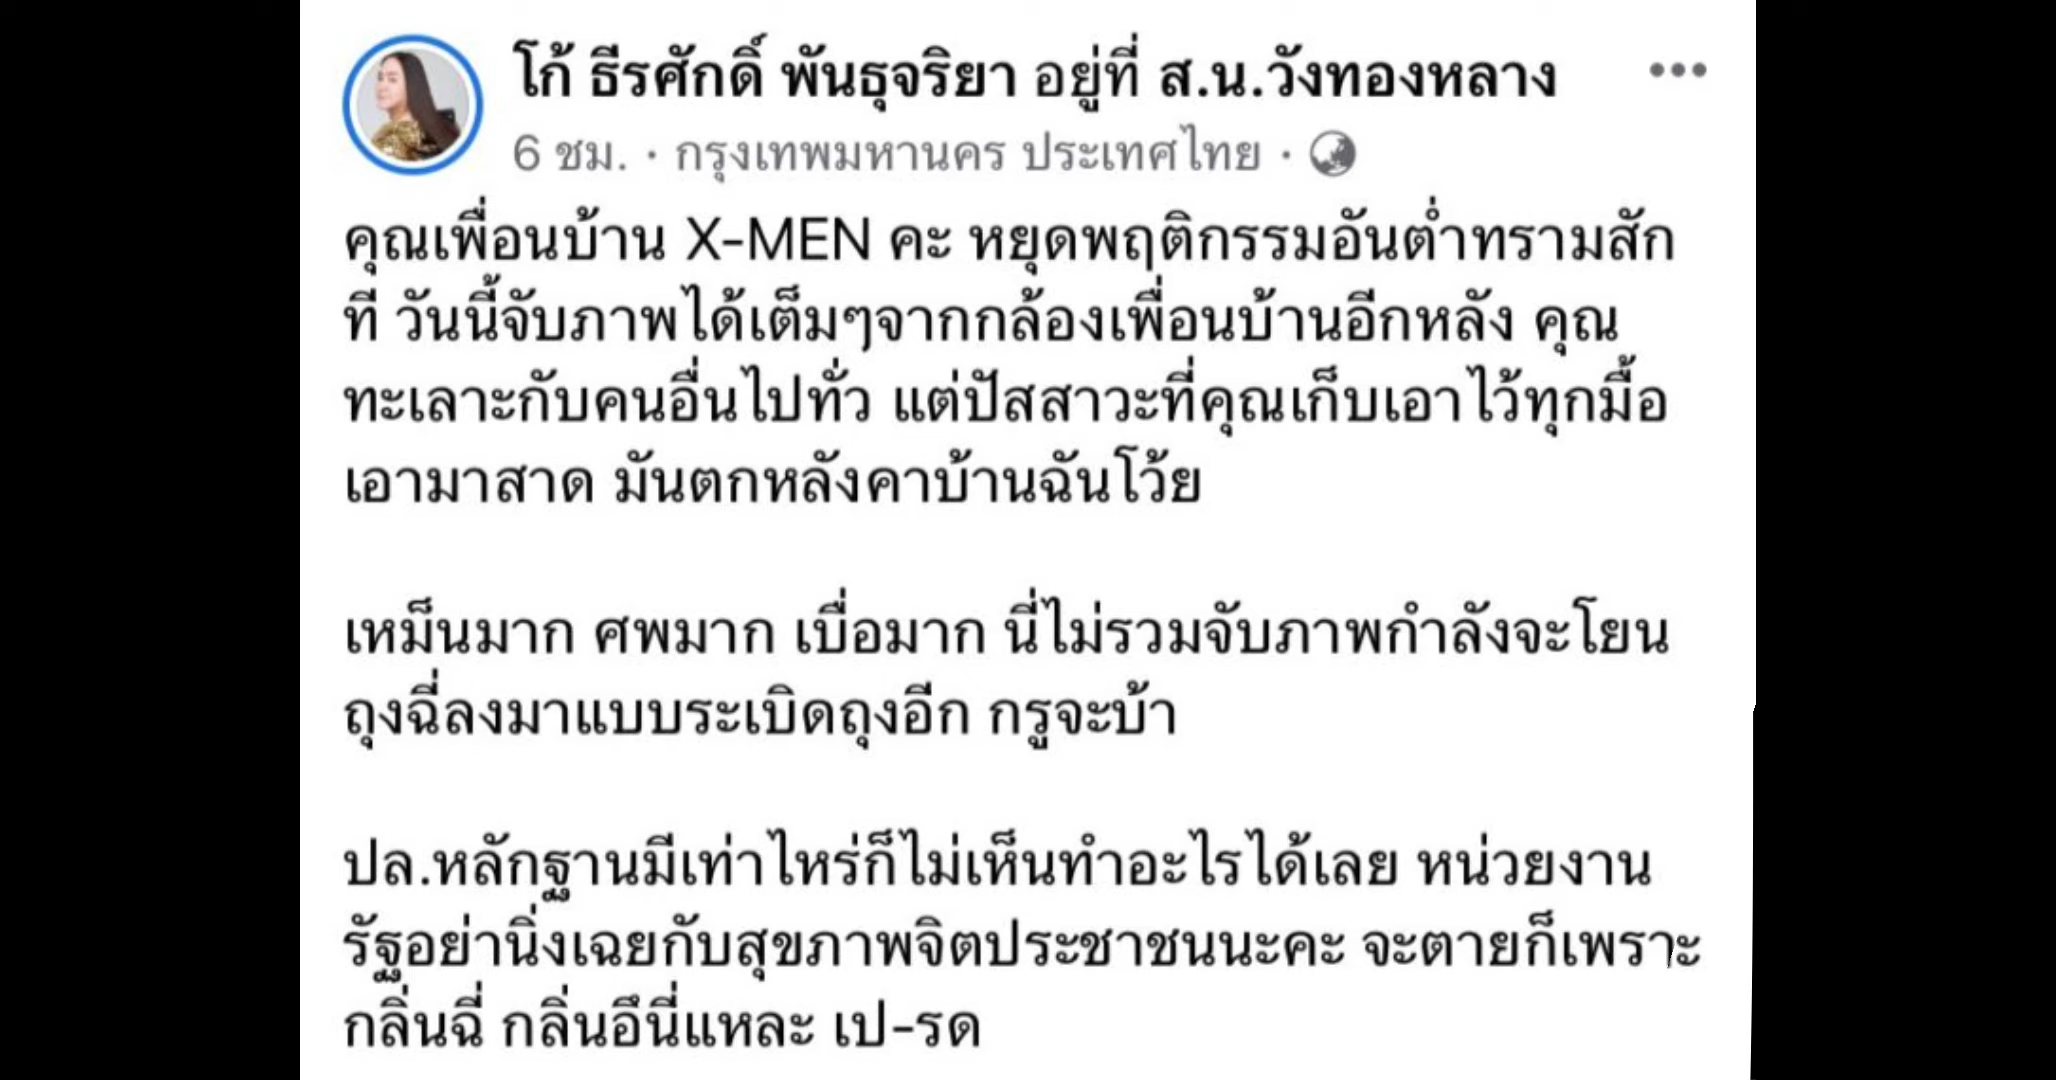 โก้ ธีรศักดิ์ พันธุจริยา อยู่ที่ ส.น.วังทองหลาง
6 ชม. · กรุงเทพมหานคร ประเทศไทย ·
คุณเพื่อนบ้าน X-MEN คะ หยุดพฤติกรรมอันต่ำทรามสัก
ที วันนี้จับภาพได้เต็มๆจากกล้องเพื่อนบ้านอีกหลัง คุณ
ทะเลาะกับคนอื่นไปทั่ว แต่ปัสสาวะที่คุณเก็บเอาไว้ทุกมื้อ
เอามาสาด มันตกหลังคาบ้านฉันโว้ย
เหม็นมาก ศพมาก เบื่อมาก นี่ไม่รวมจับภาพกำลังจะโยน
ถุงฉี่ลงมาแบบระเบิดถุงอีก กรูจะบ้า
ปล.หลักฐานมีเท่าไหร่ก็ไม่เห็นทำอะไรได้เลย หน่วยงาน
รัฐอย่านิ่งเฉยกับสุขภาพจิตประชาชนนะคะ จะตายก็เพราะ
กลิ่นฉี่ กลิ่นอึนี่แหละ เป-รด